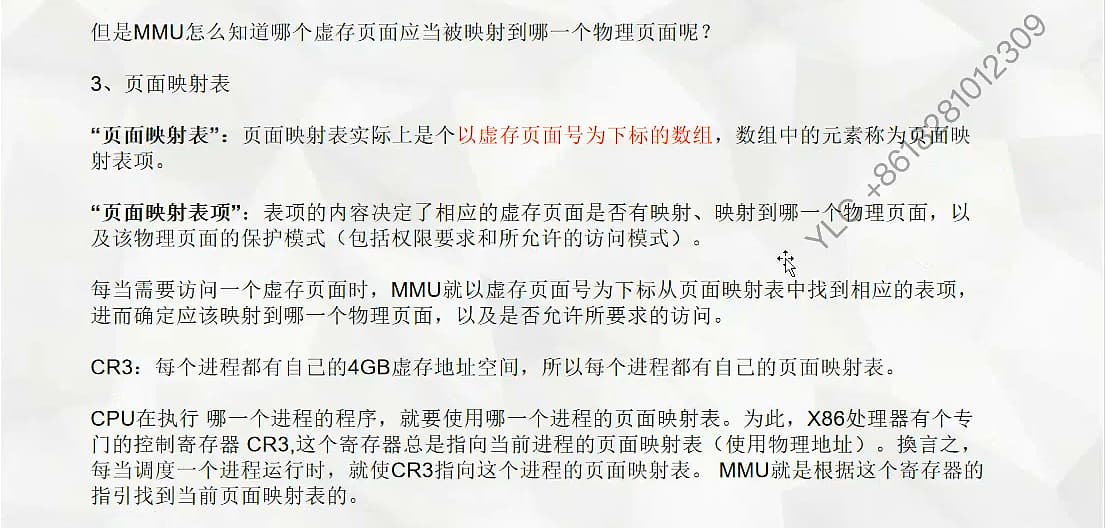 但是MMU怎么知道哪个虚存页面应当被映射到哪一个物理页面呢？
3、页面映射表
“页面映射表”：页面映射表实际上是个以虚存页面号为下标的数组，数组中的元素称为页面映
射表项。
“页面映射表项”：表项的内容决定了相应的虚存页面是否有映射、映射到哪一个物理页面，以
及该物理页面的保护模式（包括权限要求和所允许的访问模式）。
每当需要访问一个虚存页面时，MMU就以虚存页面号为下标从页面映射表中找到相应的表项，
进而确定应该映射到哪一个物理页面，以及是否允许所要求的访问。
CR3：每个进程都有自己的4GB虚存地址空间，所以每个进程都有自己的页面映射表。
CPU在执行 哪一个进程的程序，就要使用哪一个进程的页面映射表。为此，X86处理器有个专
门的控制寄存器 CR3,这个寄存器总是指向当前进程的页面映射表（使用物理地址）。换言之，
每当调度一个进程运行时，就使CR3指向这个进程的页面映射表。 MMU就是根据这个寄存器的
指引找到当前页面映射表的。
YLC +8618281012309